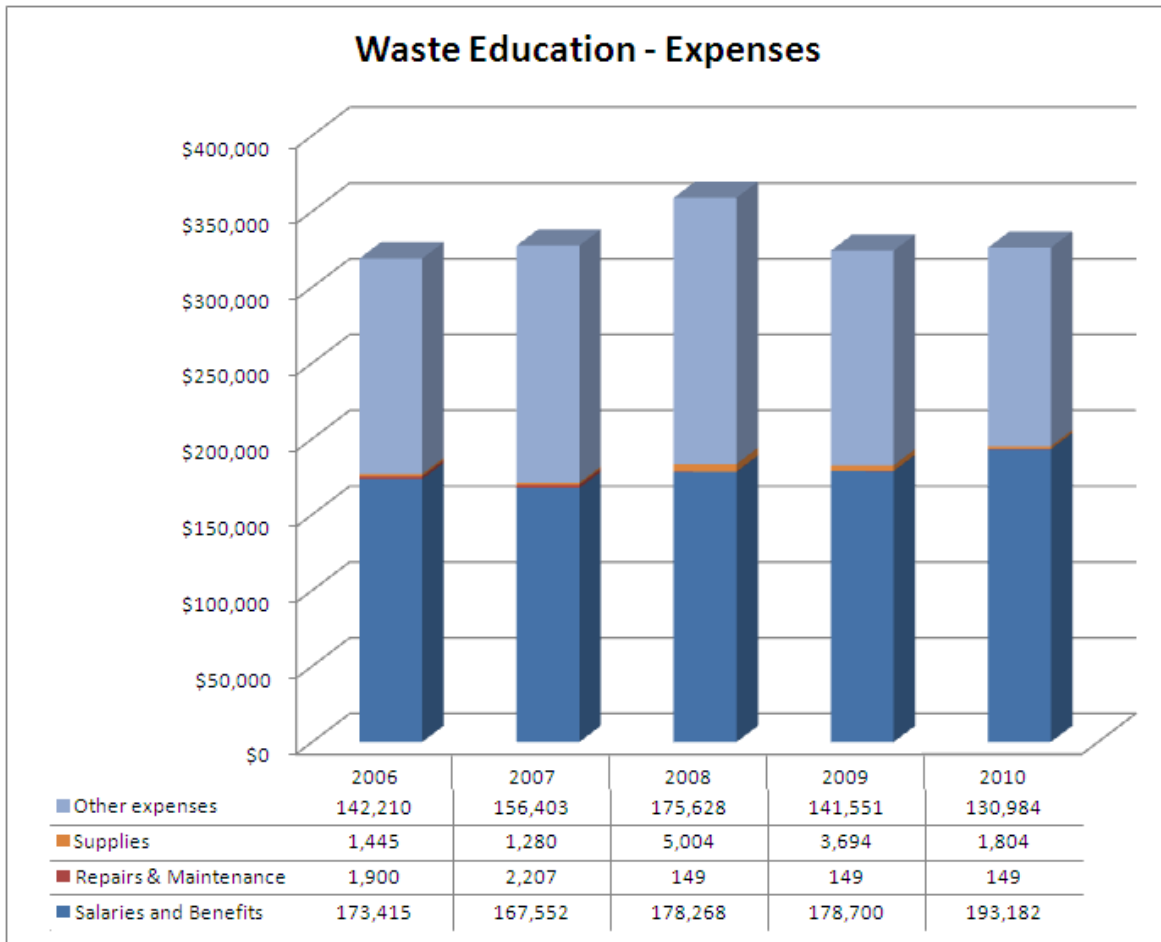 Waste Education - Expenses
$400,000
$350,000
$300,000
$250,000
$200,000
$150,000
$100,000
$50,000
$0
2006 2007 2008 2009 2010
Other expenses 142,210 156,403 175,628 141,551 130,984
Supplies 1,445 1,280 5,004 3,694 1,804
Repairs & Maintenance 1,900 2,207 149 149 149
Salaries and Benefits 173,415 167,552 178,268 178,700 193,182